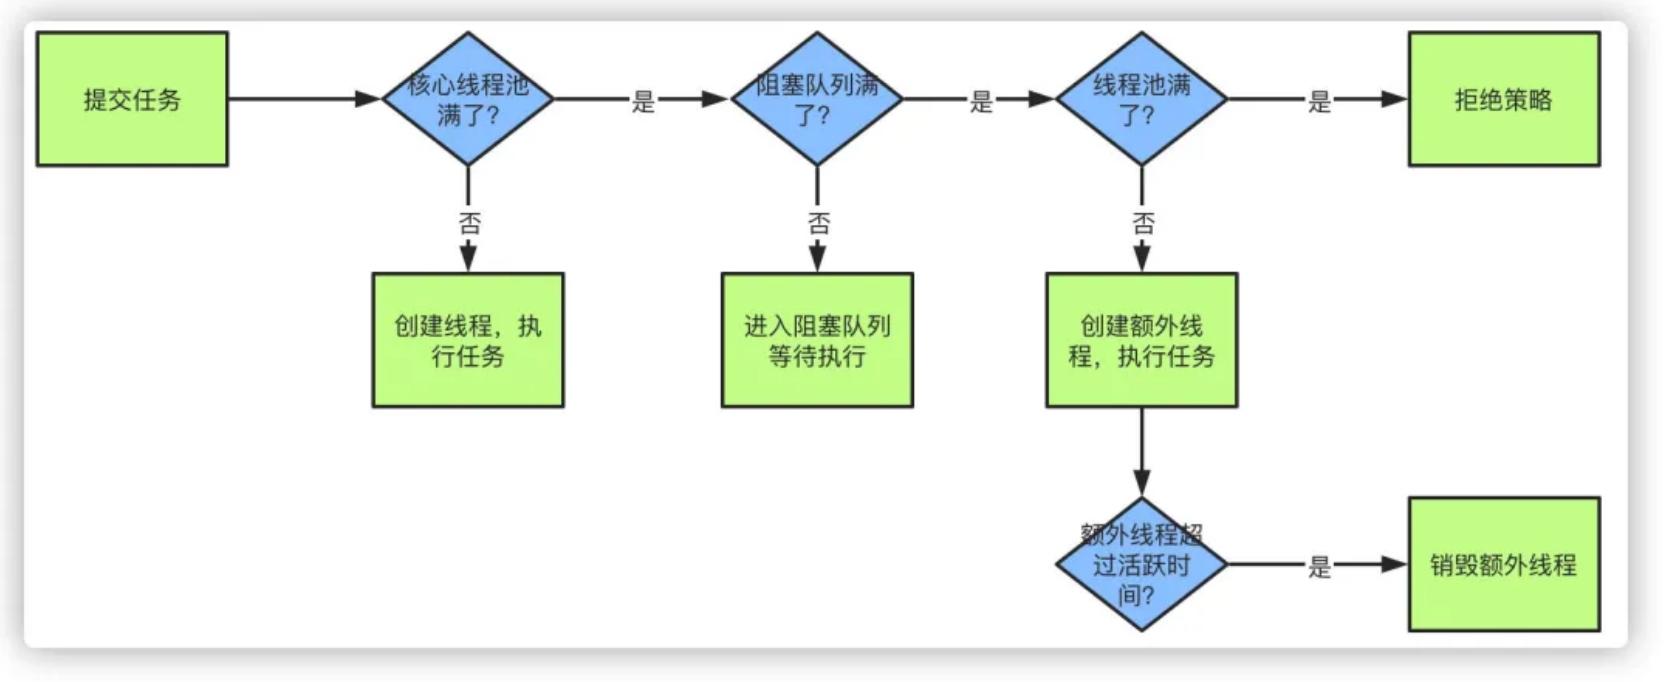 提交任务
核心线程池
满了？
是
阻塞队列满
了？
是
线程池满
了？
是
拒绝策略
否
否
否
创建线程，执
行任务
进入阻塞队列
等待执行
创建额外线
程，执行任务
额外线程超
过活跃时
间？
是
销毁额外线程